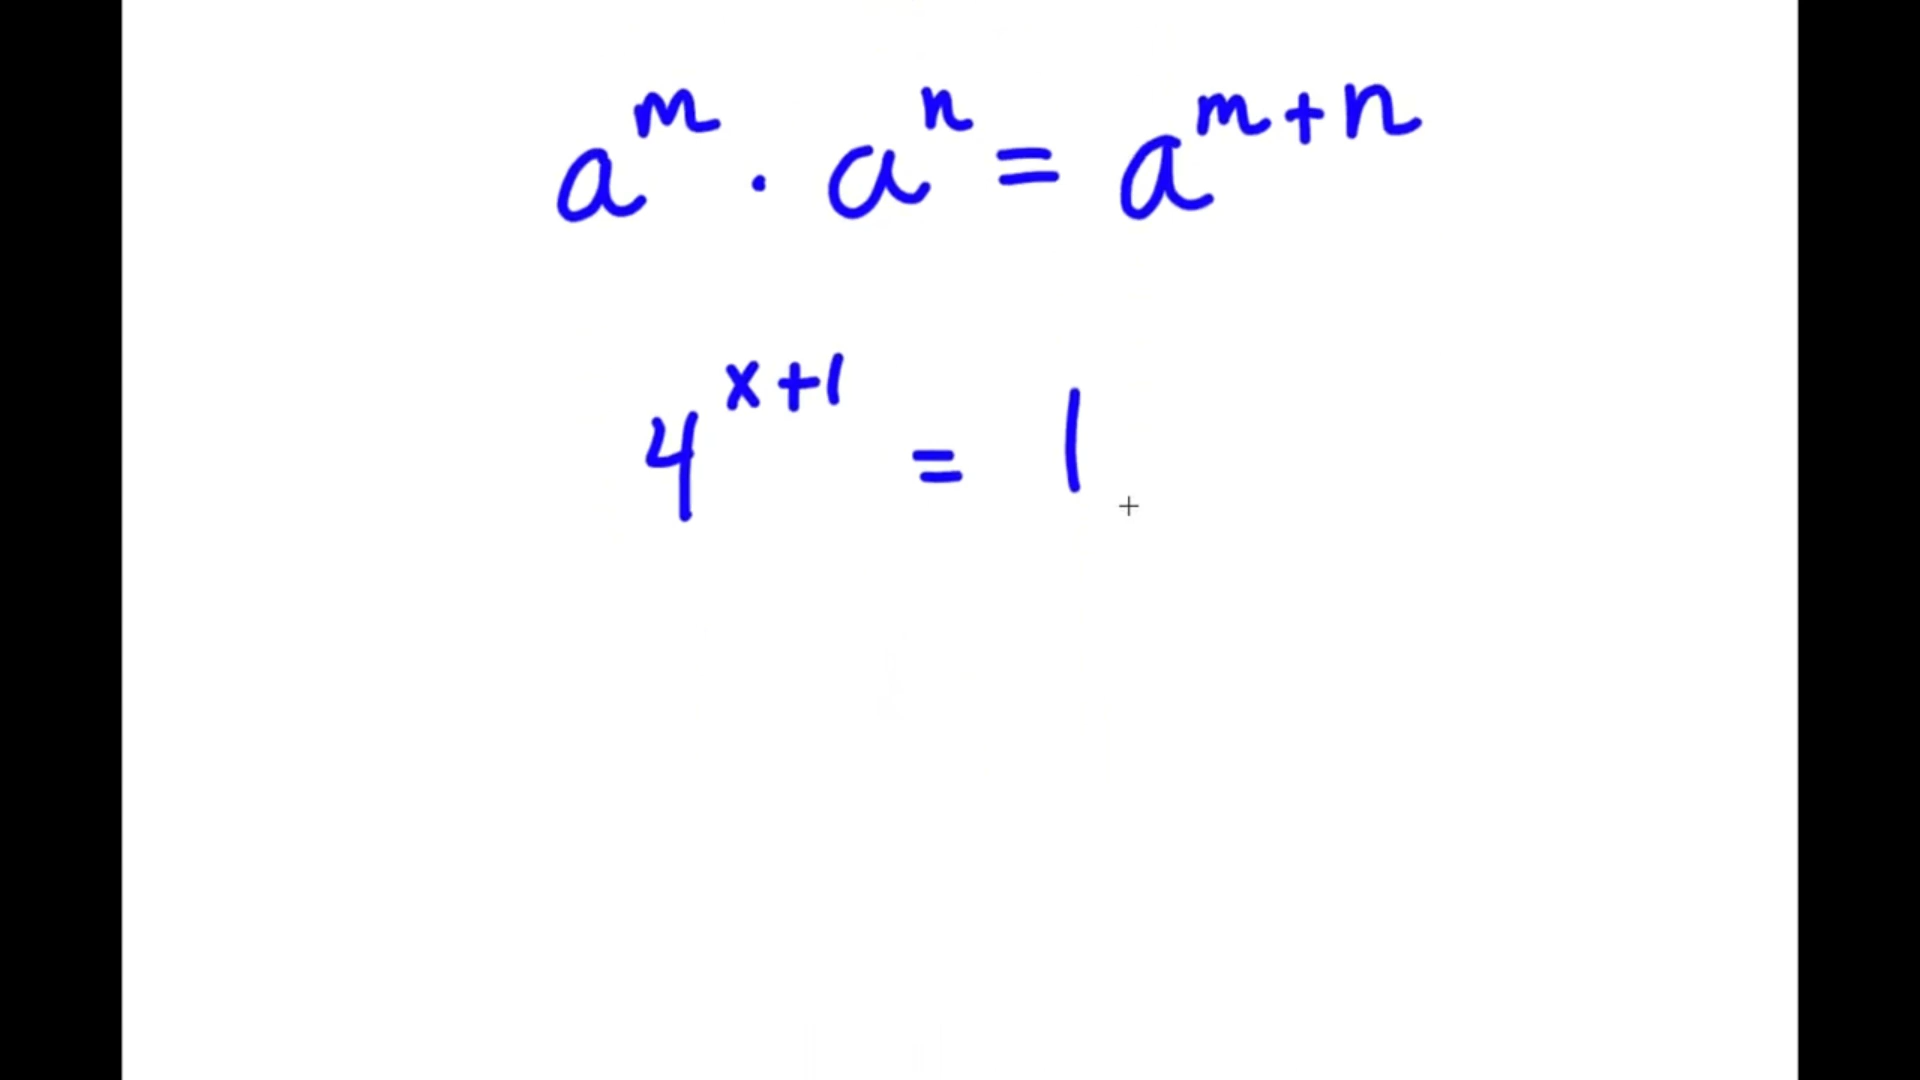 a^m · a^n = a^{m+n}
4^{x+1} = 1